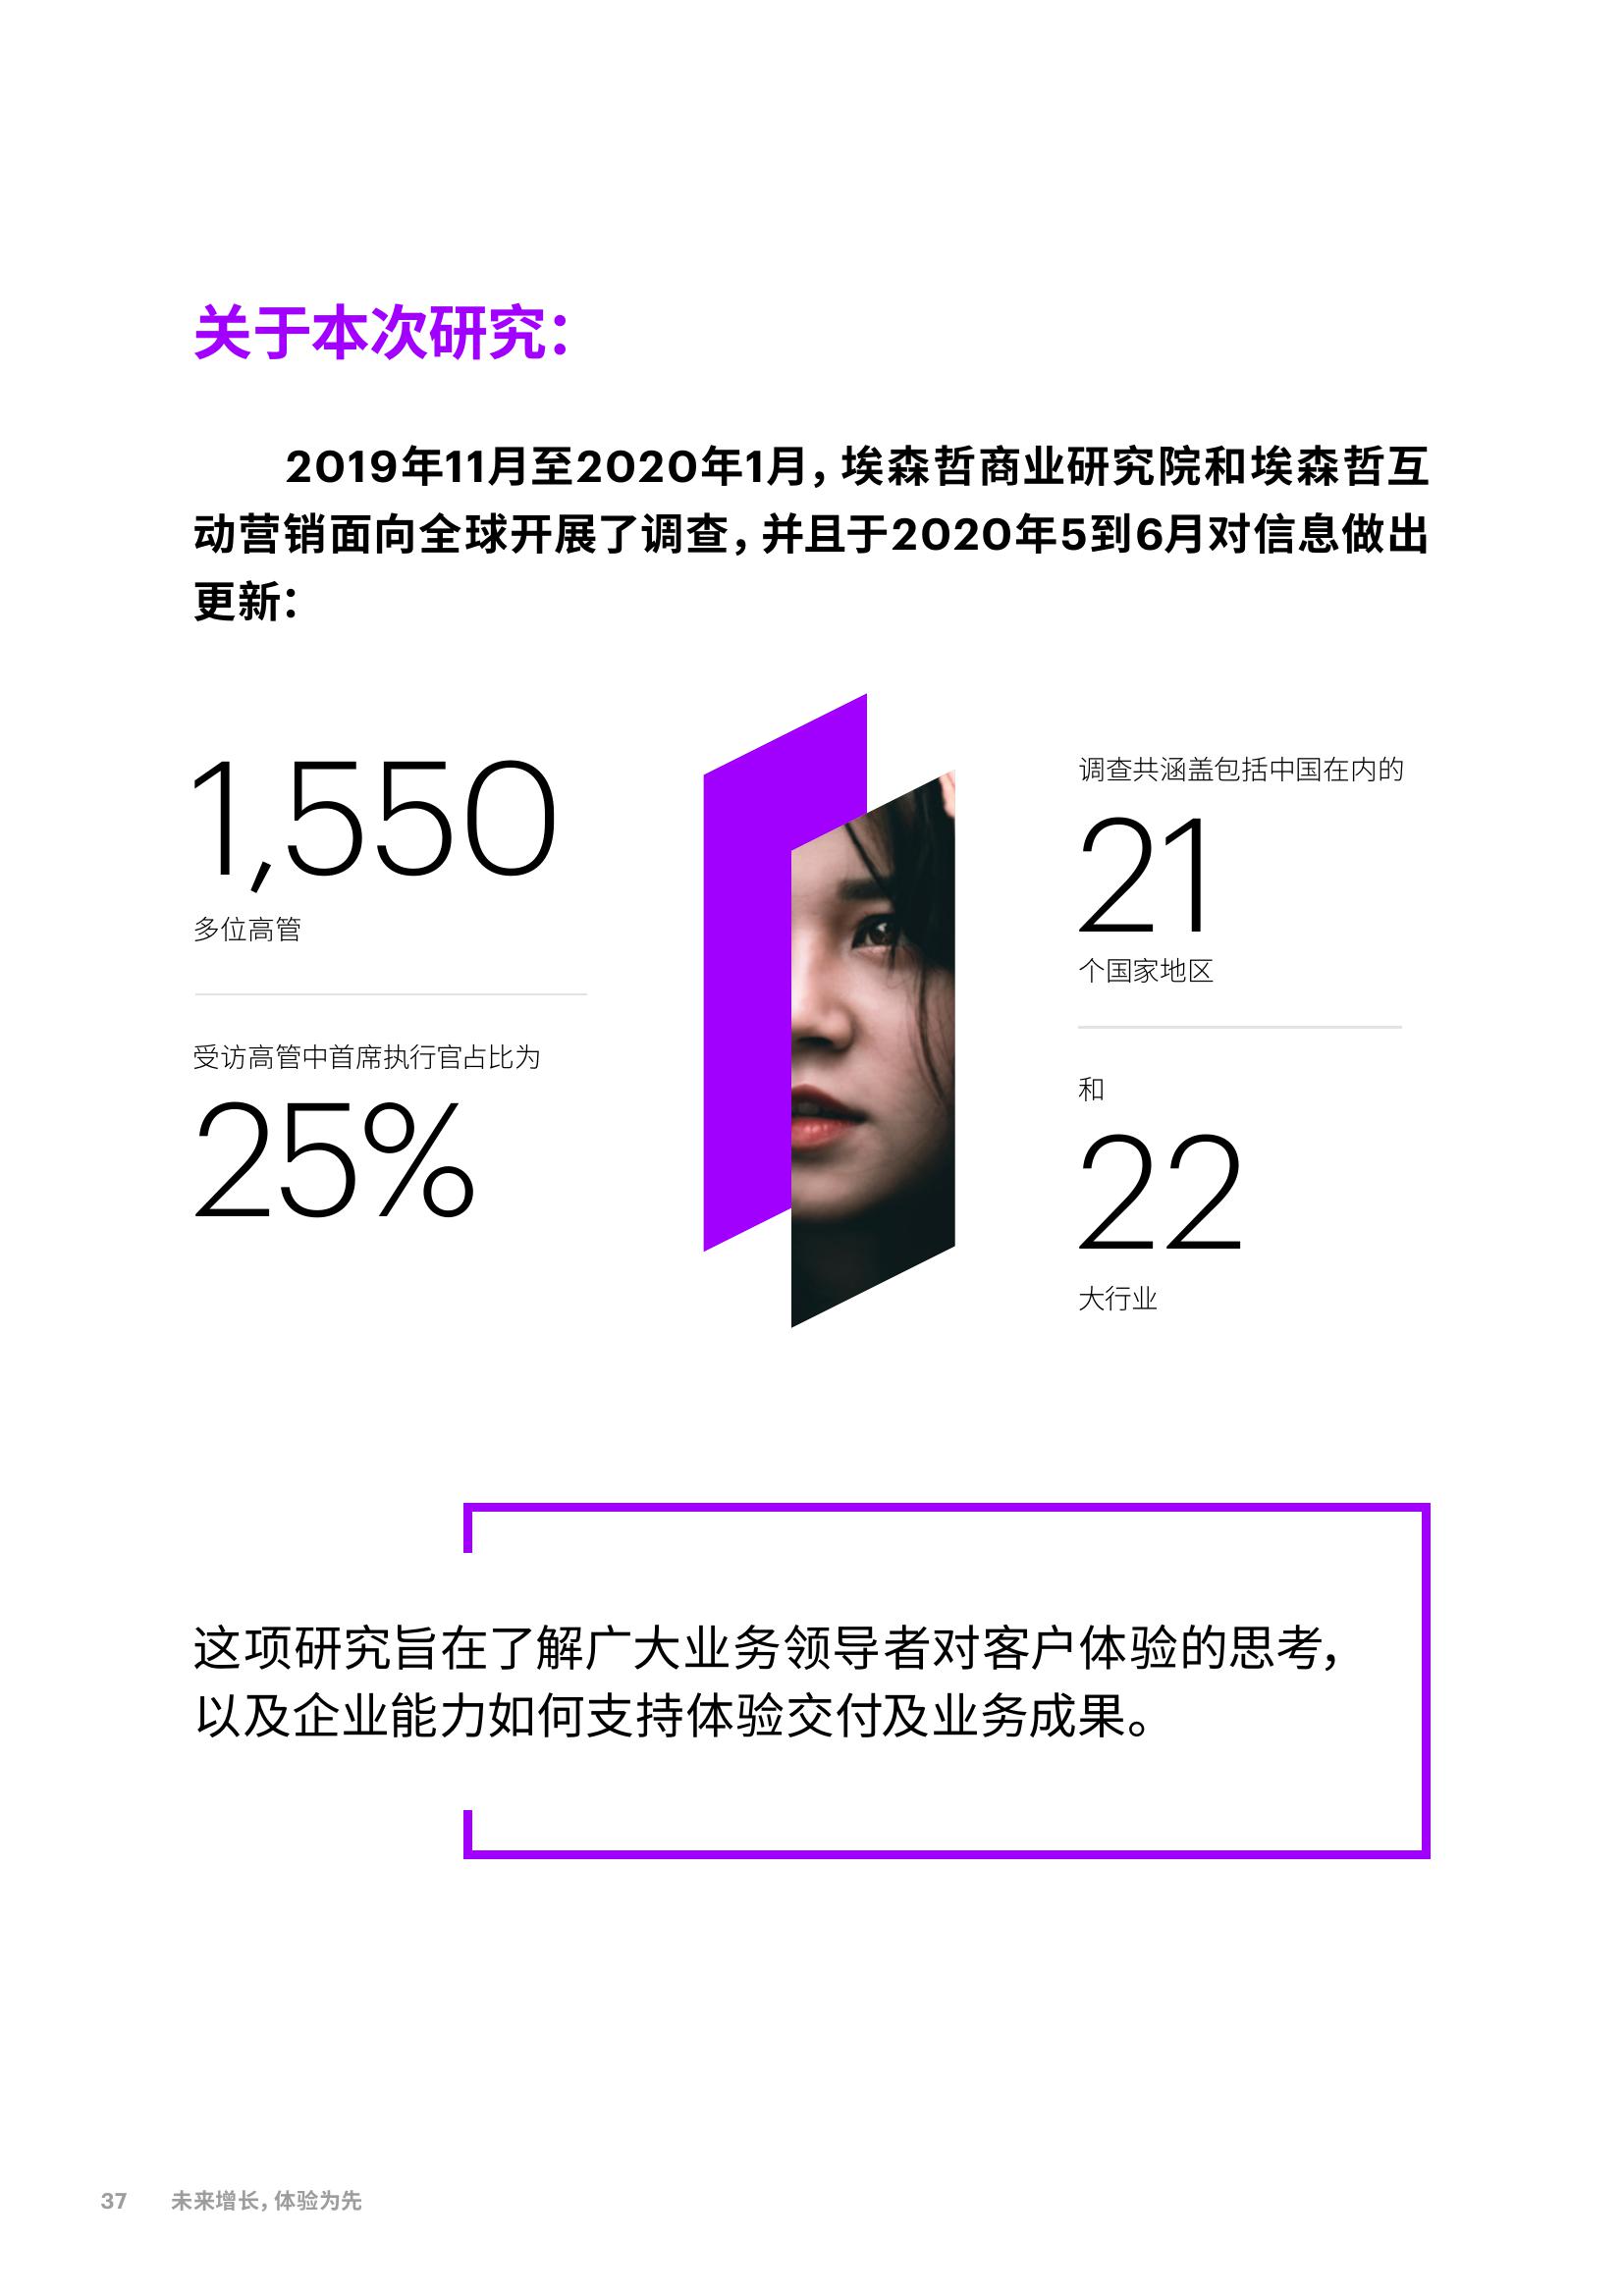 关于本次研究：
2019年11月至2020年1月，埃森哲商业研究院和埃森哲互
动营销面向全球开展了调查，并且于2020年5到6月对信息做出
更新：
1,550
多位高管
受访高管中首席执行官占比为
25%
调查共涵盖包括中国在内的
21
个国家地区
和
22
大行业
这项研究旨在了解广大业务领导者对客户体验的思考，
以及企业能力如何支持体验交付及业务成果。
37 未来增长，体验为先